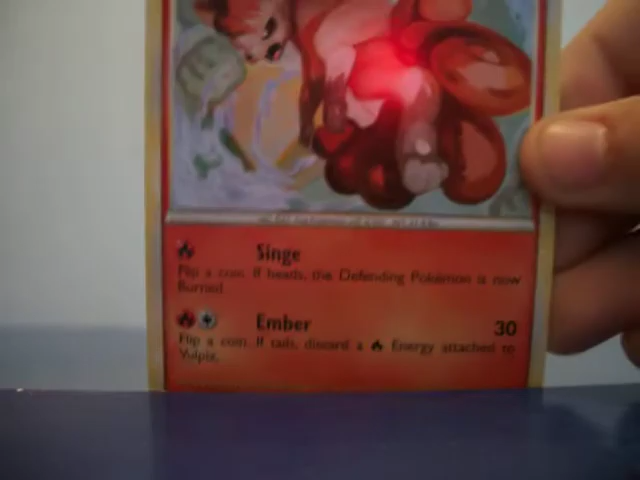 Singe
Flip a coin. If heads, the Defending Pokémon is now
Burned.
Ember 30
Flip a coin. If tails, discard a Energy attached to
Vulpix.